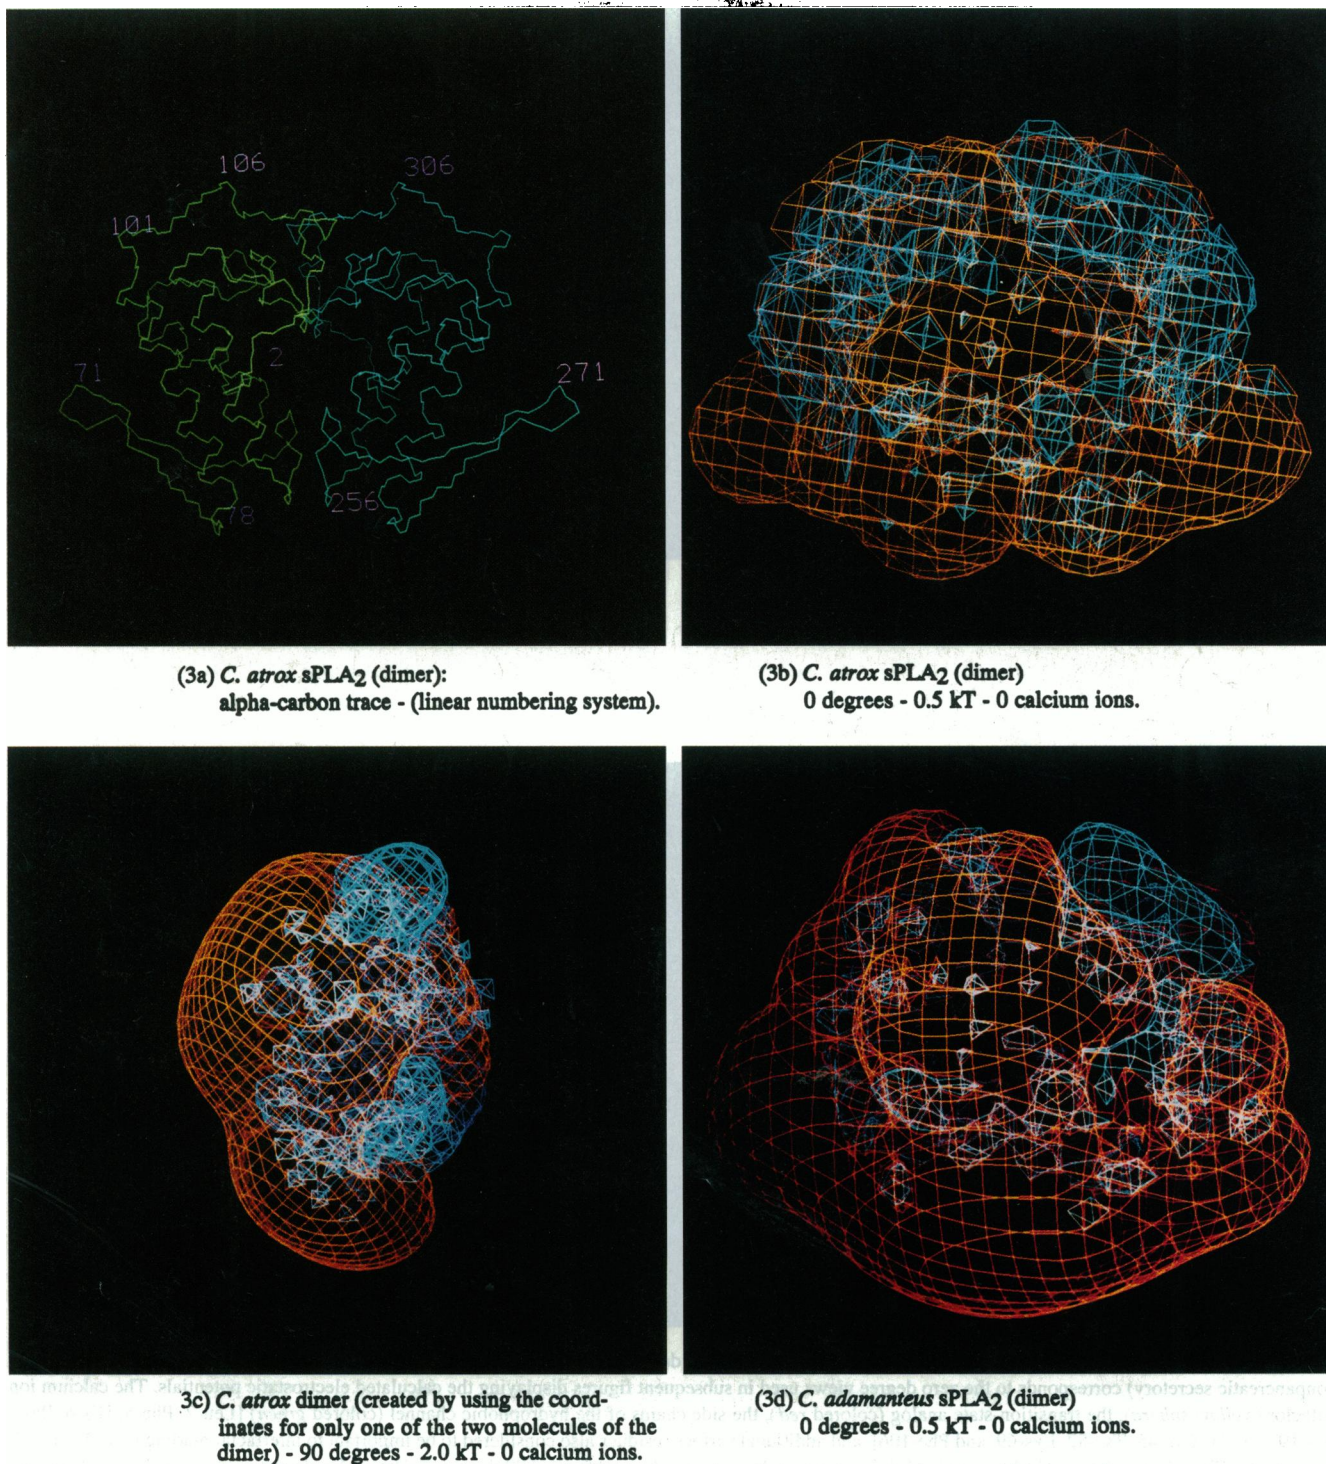 106
306
101
2
71
271
256
78
(3a) C. atrox sPLA2 (dimer):
alpha-carbon trace - (linear numbering system).
(3b) C. atrox sPLA2 (dimer)
0 degrees - 0.5 kT - 0 calcium ions.
3c) C. atrox dimer (created by using the coord-
inates for only one of the two molecules of the
dimer) - 90 degrees - 2.0 kT - 0 calcium ions.
(3d) C. adamanteus sPLA2 (dimer)
0 degrees - 0.5 kT - 0 calcium ions.